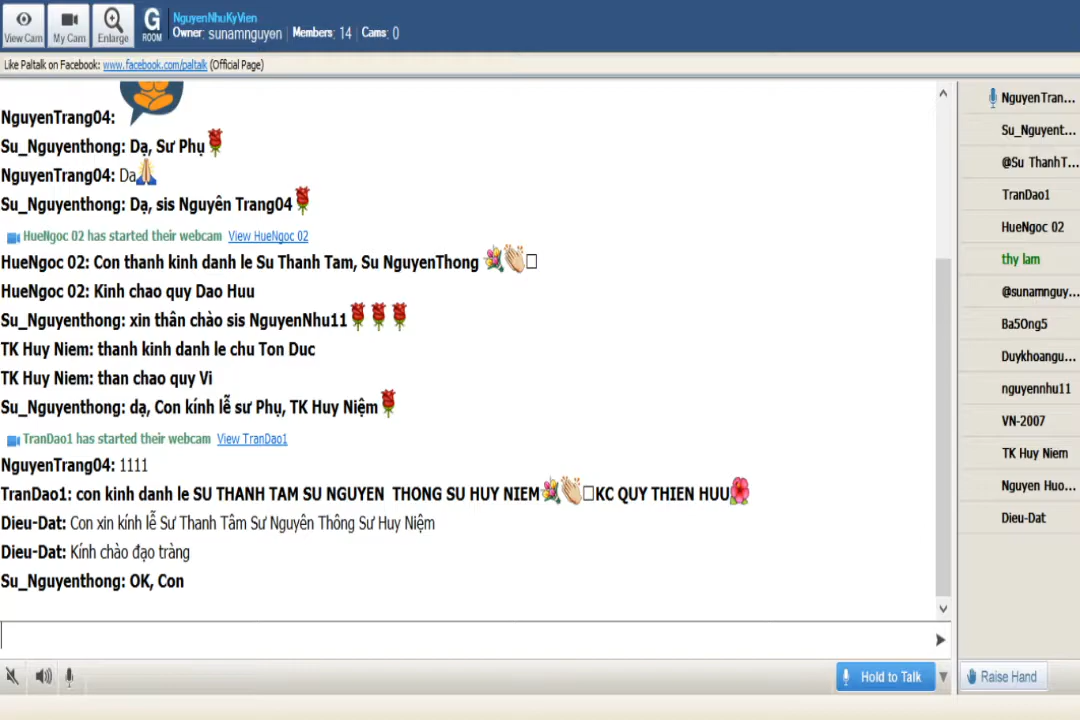 View Cam
My Cam
Enlarge
G
ROOM
NguyenNhuKyVien
Owner: sunamnguyen Members: 14 Cams: 0
Like Paltalk on Facebook: www.facebook.com/paltalk (Official Page)
NguyenTrang04:
Su_Nguyenthong: Dạ, Sư Phụ
NguyenTrang04: Da
Su_Nguyenthong: Dạ, sis Nguyên Trang04
HueNgoc 02 has started their webcam View HueNgoc 02
HueNgoc 02: Con thanh kinh danh le Su Thanh Tam, Su NguyenThong
HueNgoc 02: Kinh chao quy Dao Huu
Su_Nguyenthong: xin thân chào sis NguyenNhu11
TK Huy Niem: thanh kinh danh le chu Ton Duc
TK Huy Niem: than chao quy Vi
Su_Nguyenthong: dạ, Con kính lễ sư Phụ, TK Huy Niệm
TranDao1 has started their webcam View TranDao1
NguyenTrang04: 1111
TranDao1: con kinh danh le SU THANH TAM SU NGUYEN THONG SU HUY NIEM KC QUY THIEN HUU
Dieu-Dat: Con xin kính lễ Sư Thanh Tâm Sư Nguyên Thông Sư Huy Niệm
Dieu-Dat: Kính chào đạo tràng
Su_Nguyenthong: OK, Con
NguyenTran...
Su_Nguyent...
@Su ThanhT...
TranDao1
HueNgoc 02
thy lam
@sunamnguy...
Ba5Ong5
Duykhoangu...
nguyennhu11
VN-2007
TK Huy Niem
Nguyen Huo...
Dieu-Dat
Hold to Talk
Raise Hand